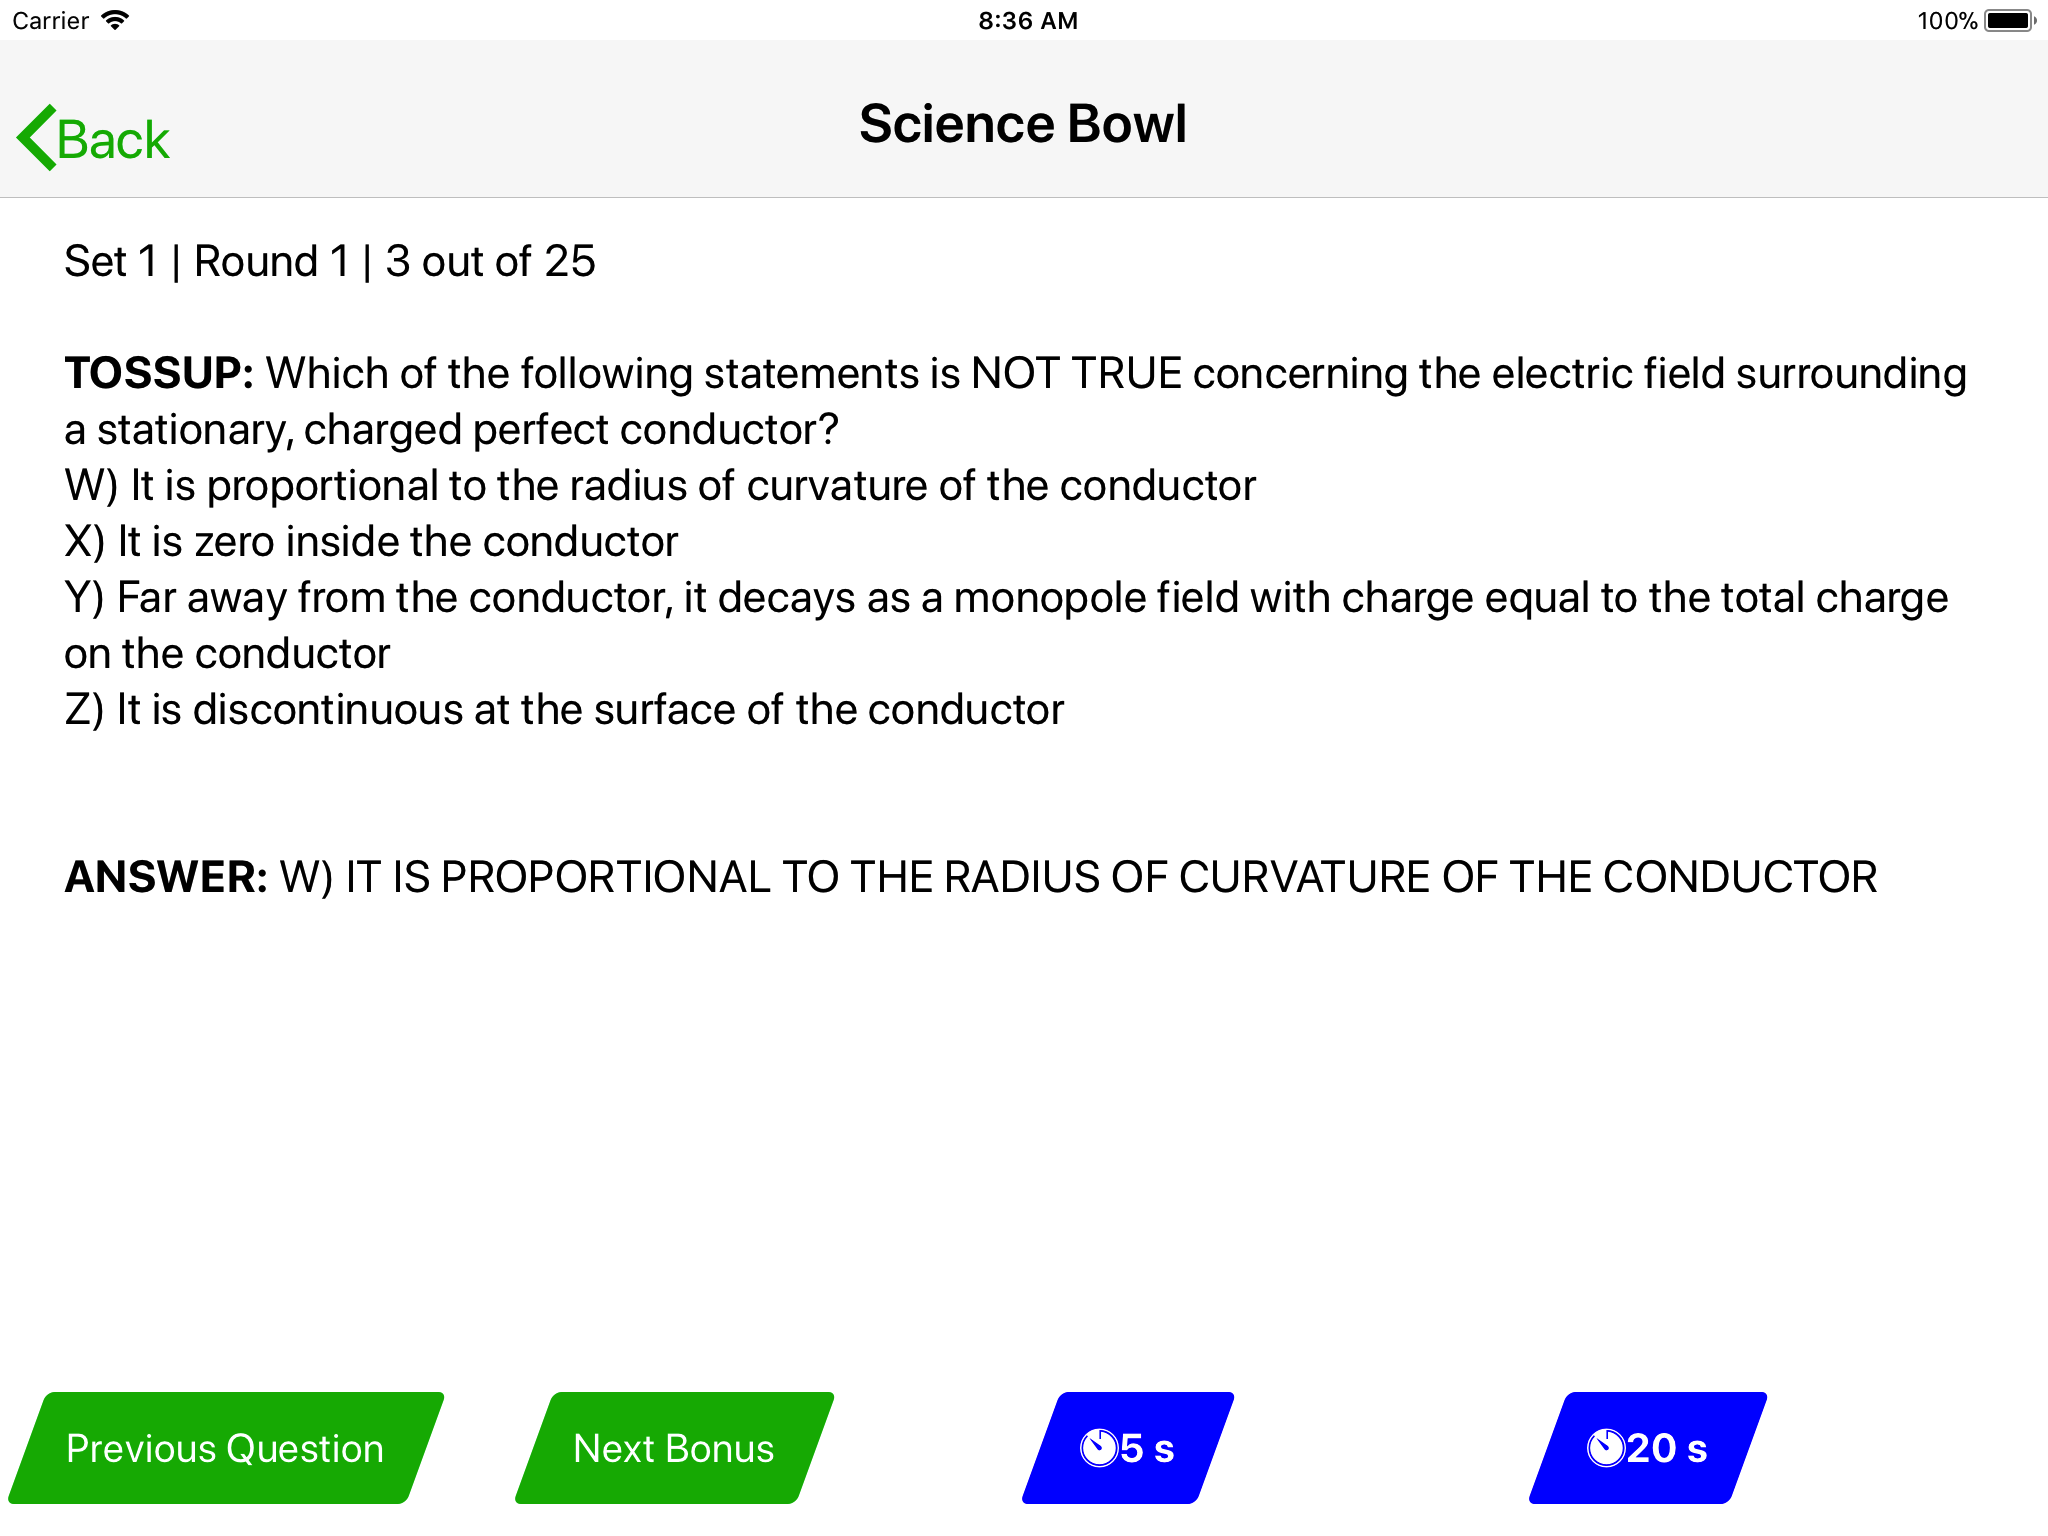 Carrier
8:36 AM
100%
Back
Science Bowl
Set 1 | Round 1 | 3 out of 25
TOSSUP: Which of the following statements is NOT TRUE concerning the electric field surrounding
a stationary, charged perfect conductor?
W) It is proportional to the radius of curvature of the conductor
X) It is zero inside the conductor
Y) Far away from the conductor, it decays as a monopole field with charge equal to the total charge
on the conductor
Z) It is discontinuous at the surface of the conductor
ANSWER: W) IT IS PROPORTIONAL TO THE RADIUS OF CURVATURE OF THE CONDUCTOR
Previous Question
Next Bonus
5 s
20 s